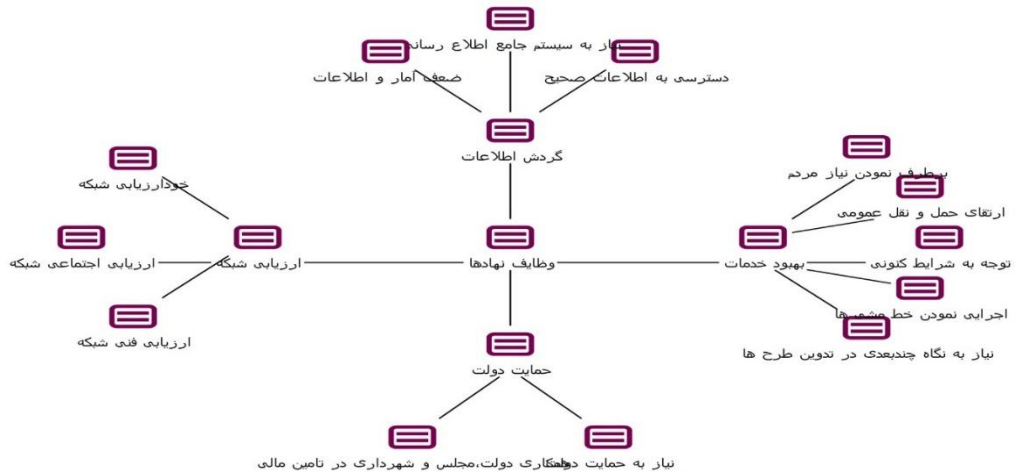 نیاز به سیستم جامع اطلاع رسانی
ضعف آمار و اطلاعات
دسترسی به اطلاعات صحیح
گردش اطلاعات
برطرف نمودن نیاز مردم
خودارزیابی شبکه
ارتقای حمل و نقل عمومی
توجه به شرایط کنونی
بهبود خدمات
وظایف نهادها
ارزیابی شبکه
ارزیابی اجتماعی شبکه
اجرایی نمودن خط مشی ها
ارزیابی فنی شبکه
نیاز به نگاه چندبعدی در تدوین طرح ها
حمایت دولت
نیاز به حمایت دولت
همکاری دولت،مجلس و شهرداری در تامین مالی